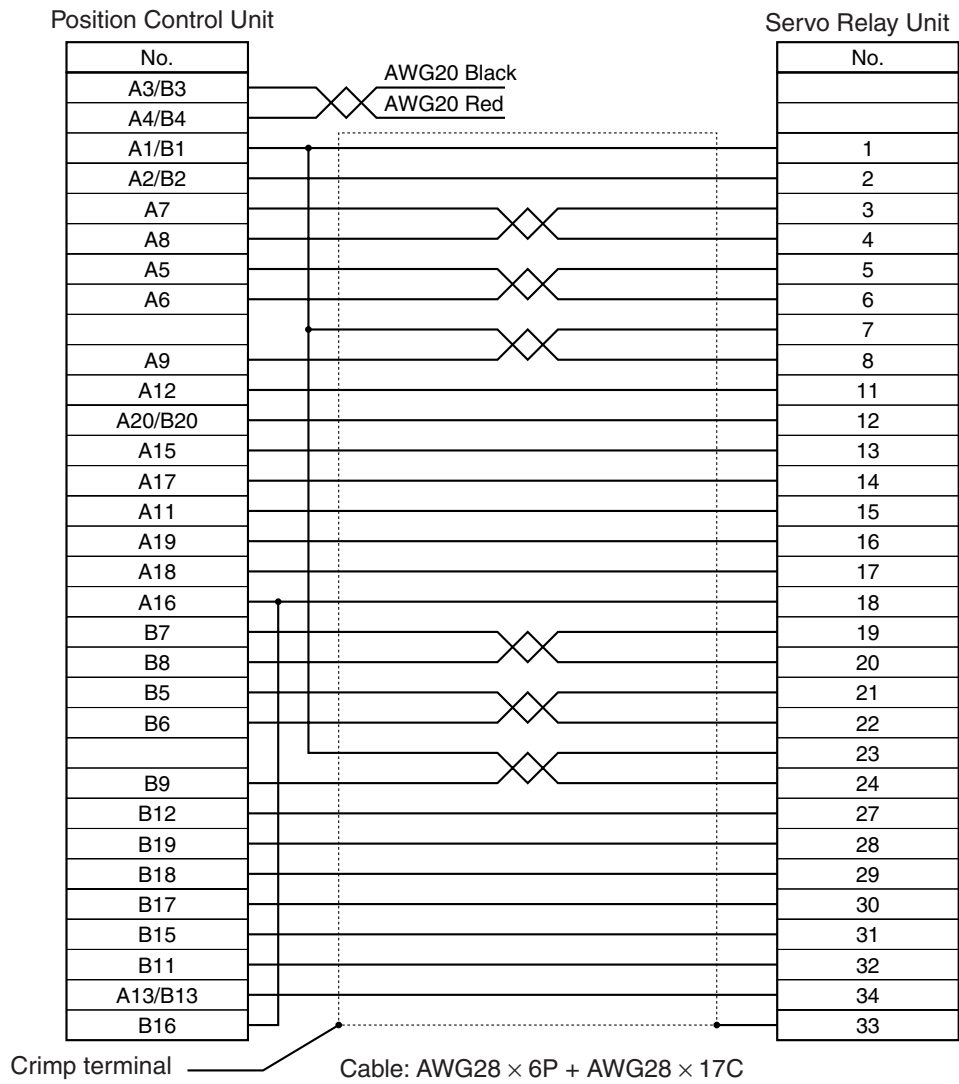 Position Control Unit Servo Relay Unit
No. No.
A3/B3 AWG20 Black
A4/B4 AWG20 Red
A1/B1 1
A2/B2 2
A7 3
A8 4
A5 5
A6 6
7
A9 8
A12 11
A20/B20 12
A15 13
A17 14
A11 15
A19 16
A18 17
A16 18
B7 19
B8 20
B5 21
B6 22
23
B9 24
B12 27
B19 28
B18 29
B17 30
B15 31
B11 32
A13/B13 34
B16 33
Crimp terminal Cable: AWG28 × 6P + AWG28 × 17C